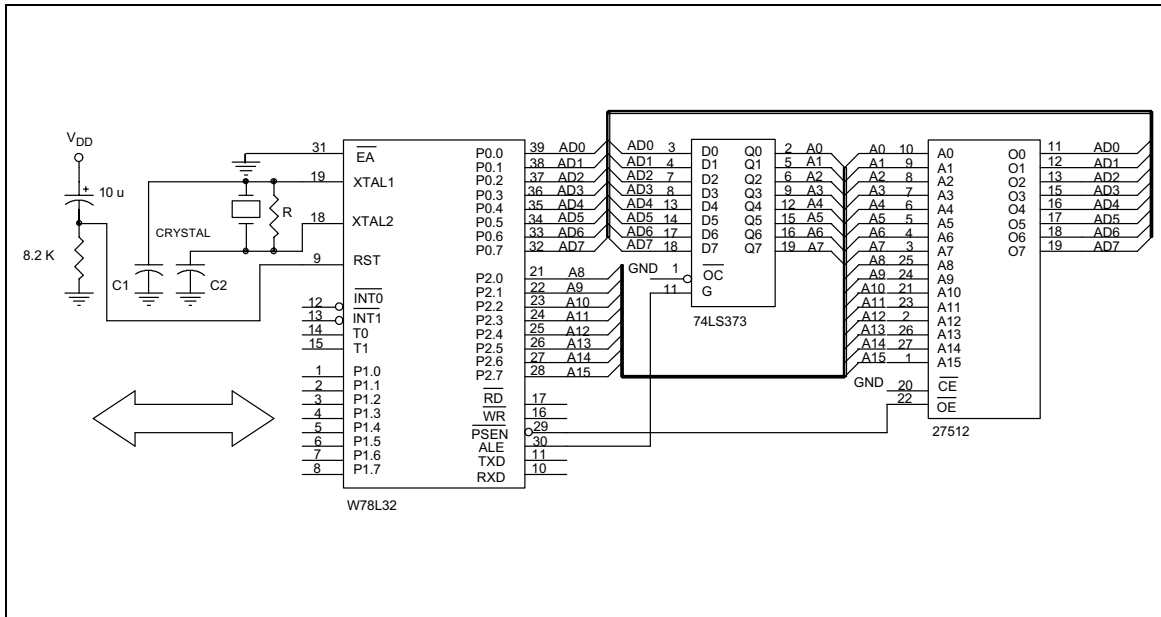 VDD
10 u
8.2 K
CRYSTAL
R
C1
C2
31
19
18
9
12
13
14
15
1
2
3
4
5
6
7
8
EA
XTAL1
XTAL2
RST
INT0
INT1
T0
T1
P1.0
P1.1
P1.2
P1.3
P1.4
P1.5
P1.6
P1.7
P0.0
P0.1
P0.2
P0.3
P0.4
P0.5
P0.6
P0.7
P2.0
P2.1
P2.2
P2.3
P2.4
P2.5
P2.6
P2.7
RD
WR
PSEN
ALE
TXD
RXD
W78L32
39 AD0
38 AD1
37 AD2
36 AD3
35 AD4
34 AD5
33 AD6
32 AD7
21 A8
22 A9
23 A10
24 A11
25 A12
26 A13
27 A14
28 A15
17
16
29
30
11
10
AD0 3
AD1 4
AD2 7
AD3 8
AD4 13
AD5 14
AD6 17
AD7 18
GND 1
11
D0 Q0
D1 Q1
D2 Q2
D3 Q3
D4 Q4
D5 Q5
D6 Q6
D7 Q7
OC
G
74LS373
2 A0
5 A1
6 A2
9 A3
12 A4
15 A5
16 A6
19 A7
A0 10
A1 9
A2 8
A3 7
A4 6
A5 5
A6 4
A7 3
A8 25
A9 24
A10 21
A11 23
A12 2
A13 26
A14 27
A15 1
GND 20
22
A0
A1
A2
A3
A4
A5
A6
A7
A8
A9
A10
A11
A12
A13
A14
A15
CE
OE
O0
O1
O2
O3
O4
O5
O6
O7
27512
11 AD0
12 AD1
13 AD2
15 AD3
16 AD4
17 AD5
18 AD6
19 AD7